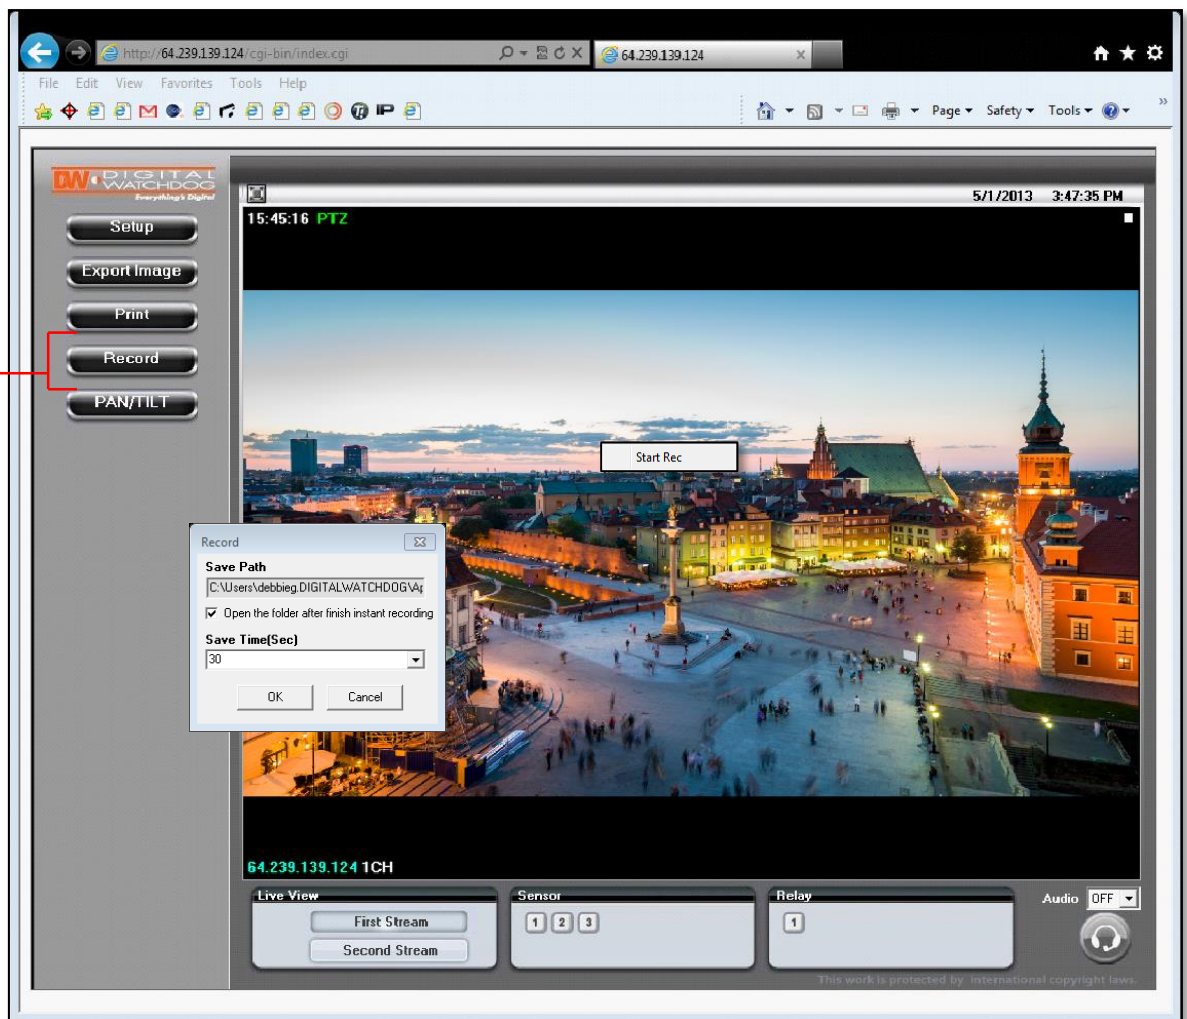 http://64.239.139.124/cgi-bin/index.cgi
64.239.139.124
File Edit View Favorites Tools Help
Page Safety Tools
DW DIGITAL WATCHDOG
Everything's Digital
5/1/2013 3:47:35 PM
Setup
Export Image
Print
Record
PAN/TILT
15:45:16 PTZ
Start Rec
Record
Save Path
C:\Users\debbieg.DIGITALWATCHDOG\A
Open the folder after finish instant recording
Save Time(Sec)
30
OK Cancel
64.239.139.124 1CH
Live View
First Stream
Second Stream
Sensor
1 2 3
Relay
1
Audio OFF
This work is protected by international copyright laws.